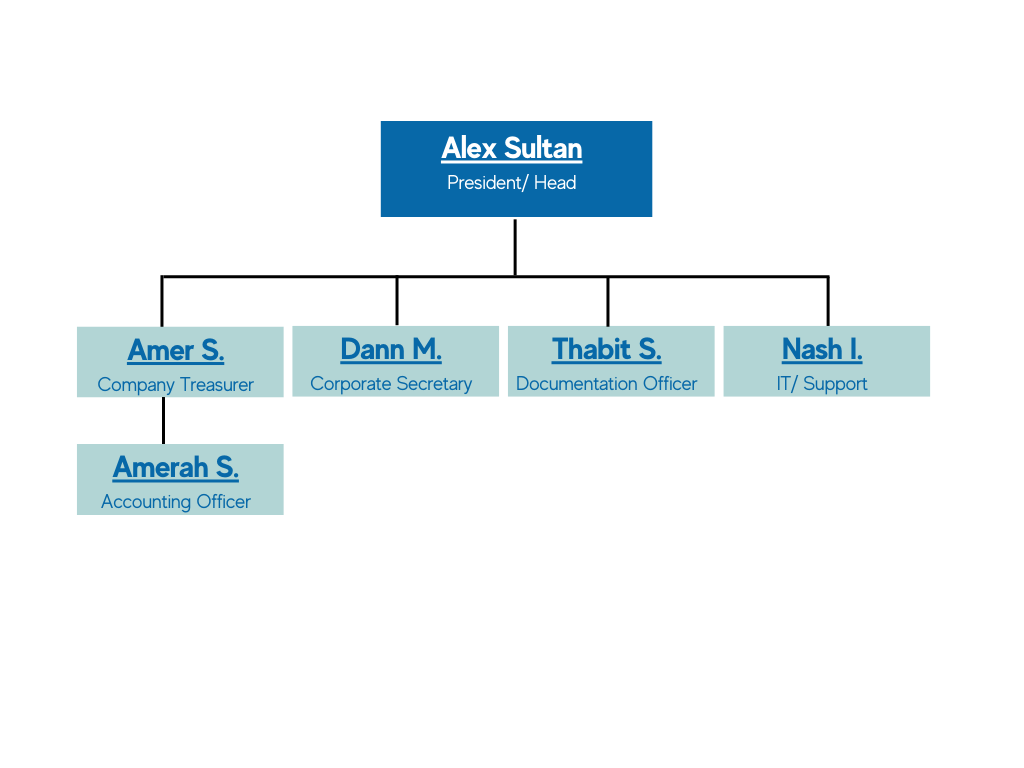 Alex Sultan
President/ Head
Amer S.
Company Treasurer
Dann M.
Corporate Secretary
Thabit S.
Documentation Officer
Nash I.
IT/ Support
Amerah S.
Accounting Officer